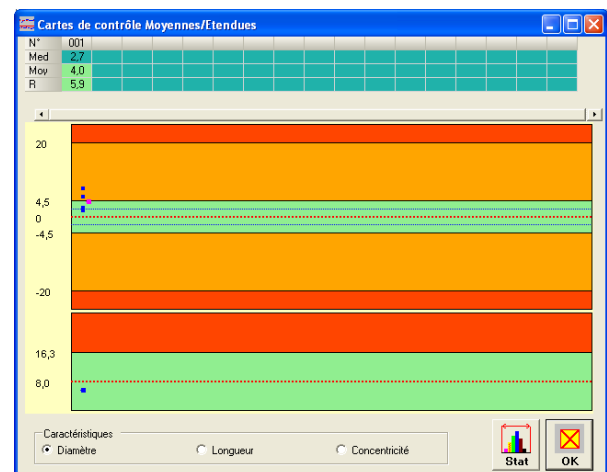 Cartes de contrôle Moyennes/Etendues
N° 001
Med 2,7
Moy 4,0
R 5,9
20
4,5
0
-4,5
-20
16,3
8,0
Caractéristiques
Diamètre Longueur Concentricité
Stat OK